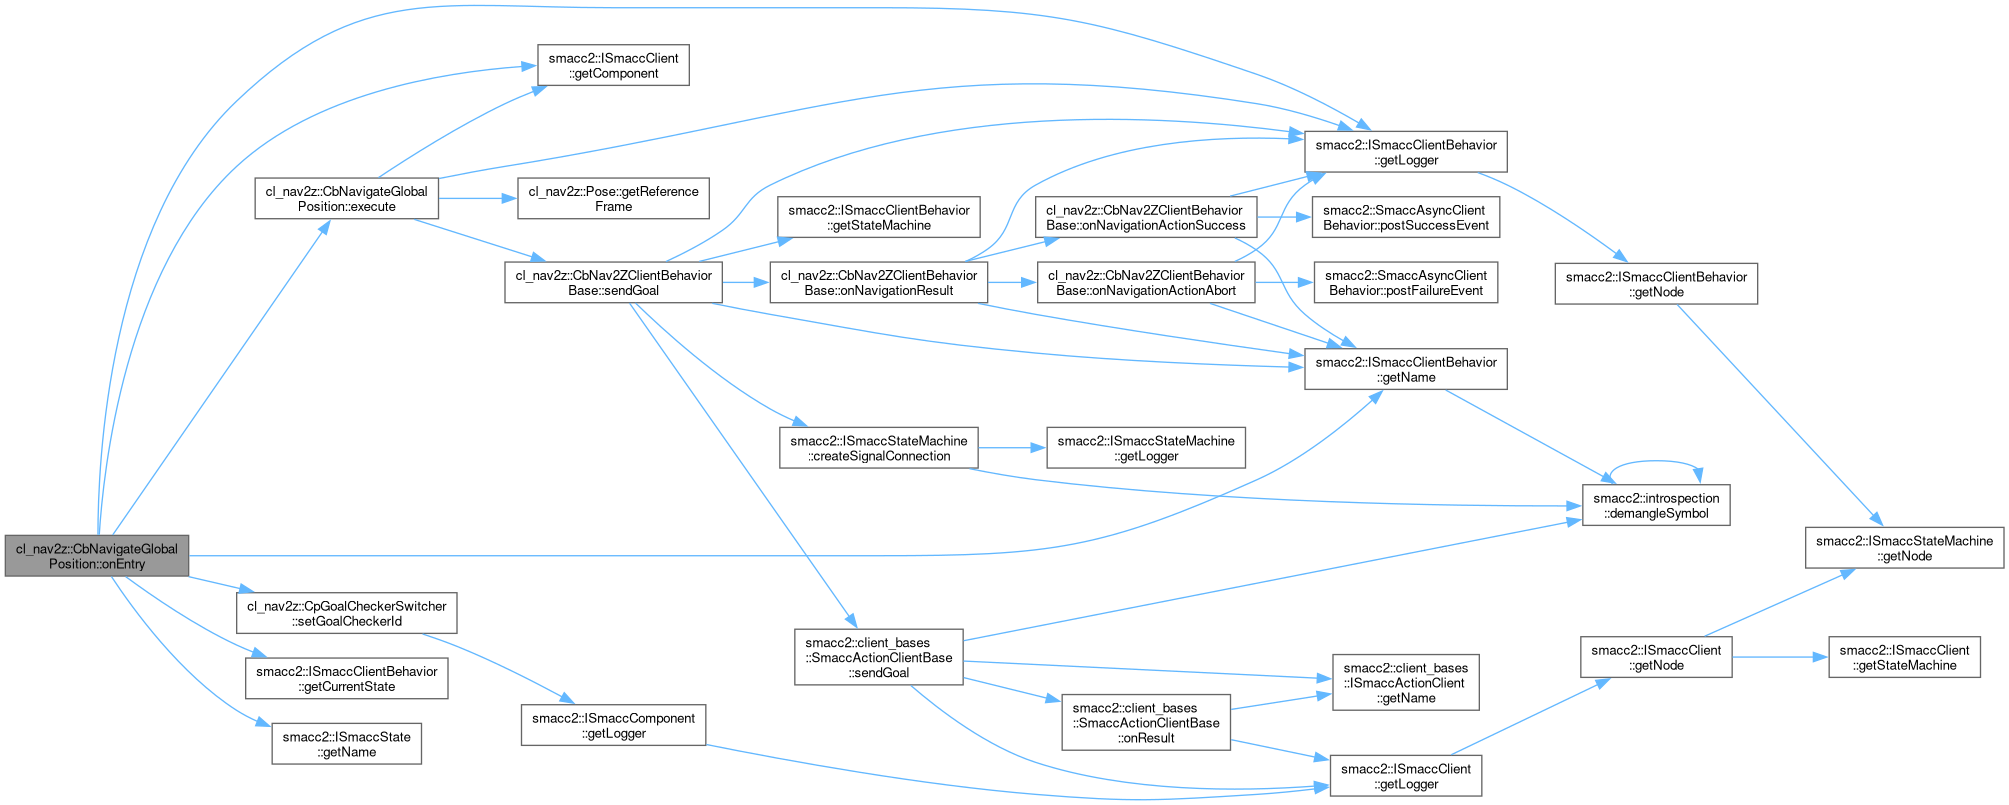 smacc2::ISmaccClient
::getComponent
smacc2::ISmaccClientBehavior
::getLogger
cl_nav2z::CbNavigateGlobal
Position::execute
cl_nav2z::Pose::getReference
Frame
smacc2::ISmaccClientBehavior
::getStateMachine
cl_nav2z::CbNav2ZClientBehavior
Base::onNavigationActionSuccess
smacc2::SmaccAsyncClient
Behavior::postSuccessEvent
cl_nav2z::CbNav2ZClientBehavior
Base::sendGoal
cl_nav2z::CbNav2ZClientBehavior
Base::onNavigationResult
cl_nav2z::CbNav2ZClientBehavior
Base::onNavigationActionAbort
smacc2::SmaccAsyncClient
Behavior::postFailureEvent
smacc2::ISmaccClientBehavior
::getNode
smacc2::ISmaccClientBehavior
::getName
smacc2::ISmaccStateMachine
::createSignalConnection
smacc2::ISmaccStateMachine
::getLogger
smacc2::introspection
::demangleSymbol
cl_nav2z::CbNavigateGlobal
Position::onEntry
smacc2::ISmaccStateMachine
::getNode
cl_nav2z::CpGoalCheckerSwitcher
::setGoalCheckerId
smacc2::client_bases
::SmaccActionClientBase
::sendGoal
smacc2::ISmaccClient
::getNode
smacc2::ISmaccClient
::getStateMachine
smacc2::ISmaccClientBehavior
::getCurrentState
smacc2::client_bases
::ISmaccActionClient
::getName
smacc2::client_bases
::SmaccActionClientBase
::onResult
smacc2::ISmaccComponent
::getLogger
smacc2::ISmaccState
::getName
smacc2::ISmaccClient
::getLogger